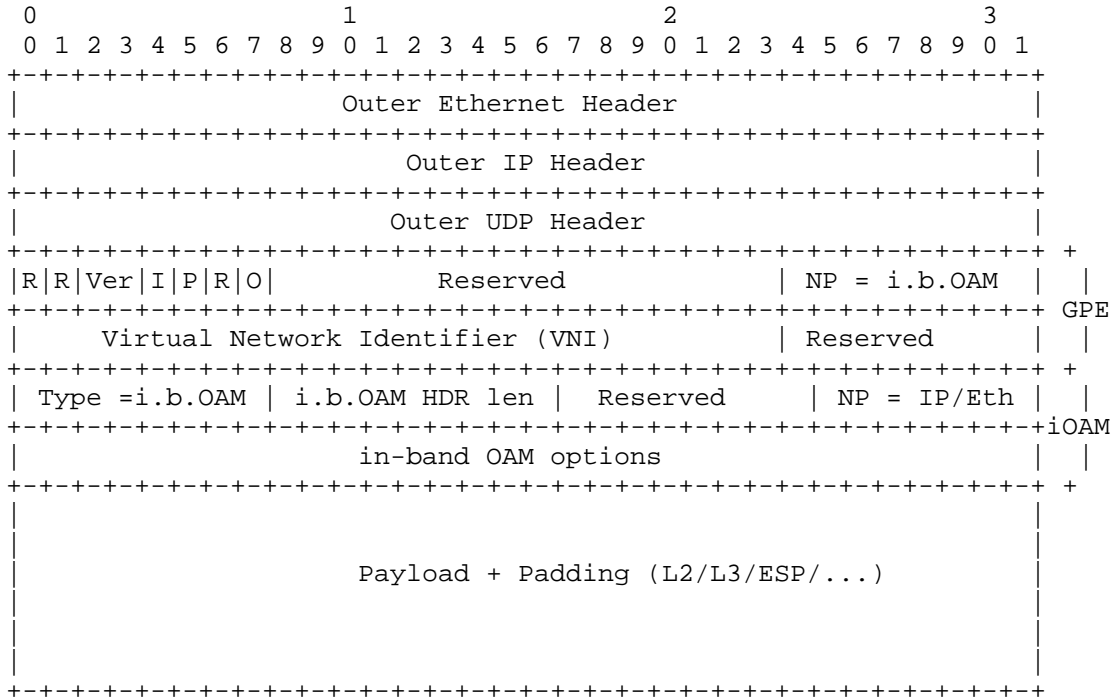 0                   1                   2                   3
 0 1 2 3 4 5 6 7 8 9 0 1 2 3 4 5 6 7 8 9 0 1 2 3 4 5 6 7 8 9 0 1
+-+-+-+-+-+-+-+-+-+-+-+-+-+-+-+-+-+-+-+-+-+-+-+-+-+-+-+-+-+-+-+-+
|                    Outer Ethernet Header                      |
+-+-+-+-+-+-+-+-+-+-+-+-+-+-+-+-+-+-+-+-+-+-+-+-+-+-+-+-+-+-+-+-+
|                        Outer IP Header                        |
+-+-+-+-+-+-+-+-+-+-+-+-+-+-+-+-+-+-+-+-+-+-+-+-+-+-+-+-+-+-+-+-+
|                       Outer UDP Header                        |
+-+-+-+-+-+-+-+-+-+-+-+-+-+-+-+-+-+-+-+-+-+-+-+-+-+-+-+-+-+-+-+-+ +
|R|R|Ver|I|P|R|O|          Reserved             | NP = i.b.OAM  |  |
+-+-+-+-+-+-+-+-+-+-+-+-+-+-+-+-+-+-+-+-+-+-+-+-+-+-+-+-+-+-+-+-+ GPE
|     Virtual Network Identifier (VNI)          | Reserved      |  |
+-+-+-+-+-+-+-+-+-+-+-+-+-+-+-+-+-+-+-+-+-+-+-+-+-+-+-+-+-+-+-+-+ +
| Type =i.b.OAM | i.b.OAM HDR len |  Reserved     | NP = IP/Eth |  |
+-+-+-+-+-+-+-+-+-+-+-+-+-+-+-+-+-+-+-+-+-+-+-+-+-+-+-+-+-+-+-+-+iOAM
|                     in-band OAM options                       |  |
+-+-+-+-+-+-+-+-+-+-+-+-+-+-+-+-+-+-+-+-+-+-+-+-+-+-+-+-+-+-+-+-+ +
|                                                               |
|                                                               |
|                     Payload + Padding (L2/L3/ESP/...)         |
|                                                               |
|                                                               |
|                                                               |
+-+-+-+-+-+-+-+-+-+-+-+-+-+-+-+-+-+-+-+-+-+-+-+-+-+-+-+-+-+-+-+-+